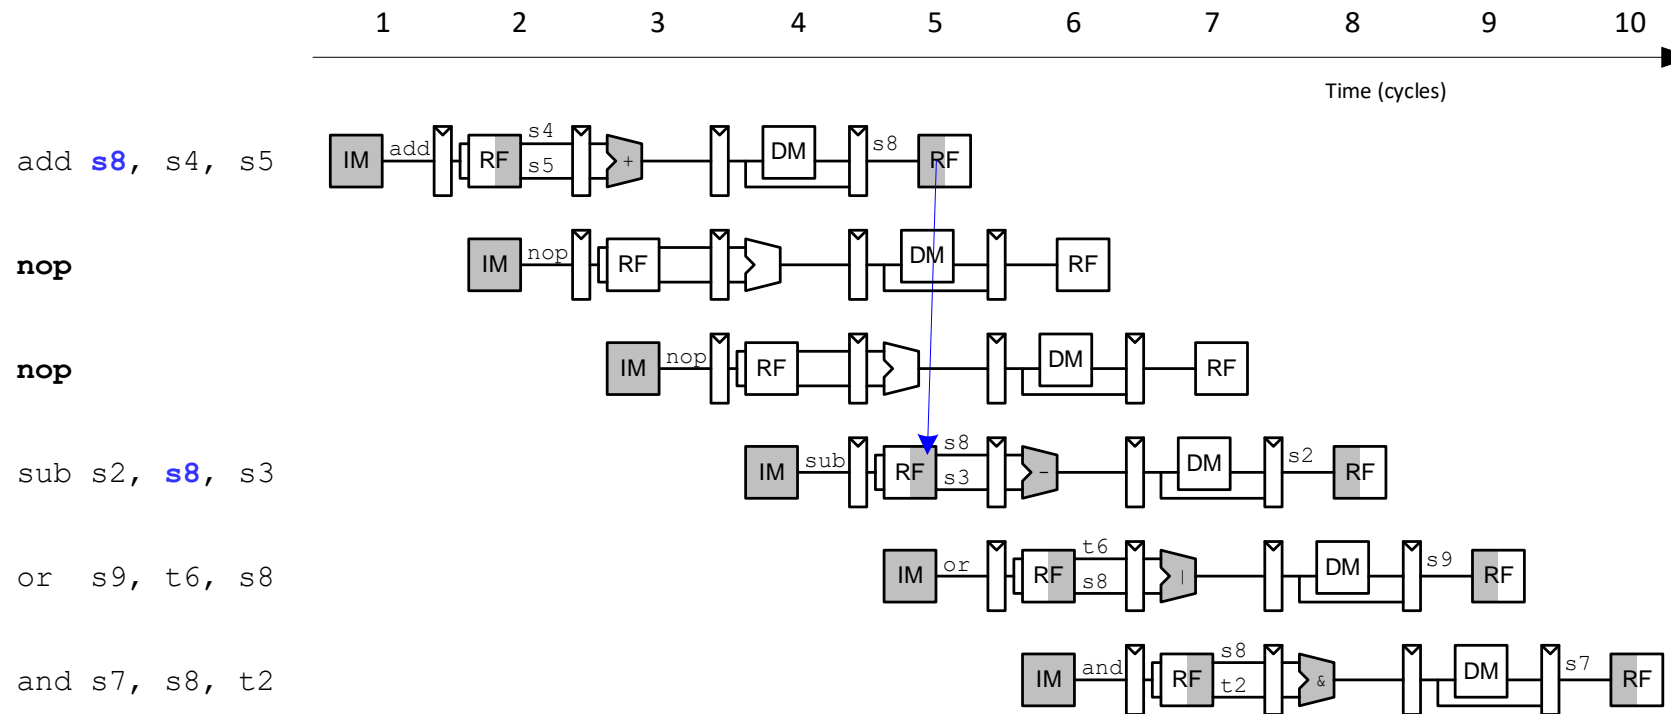 1 2 3 4 5 6 7 8 9 10
Time (cycles)
add s8, s4, s5 IM add RF s4 s5 + DM s8 RF
nop IM nop RF DM RF
nop IM nop RF DM RF
sub s2, s8, s3 IM sub RF s8 s3 - DM s2 RF
or s9, t6, s8 IM or RF t6 s8 | DM s9 RF
and s7, s8, t2 IM and RF s8 t2 & DM s7 RF